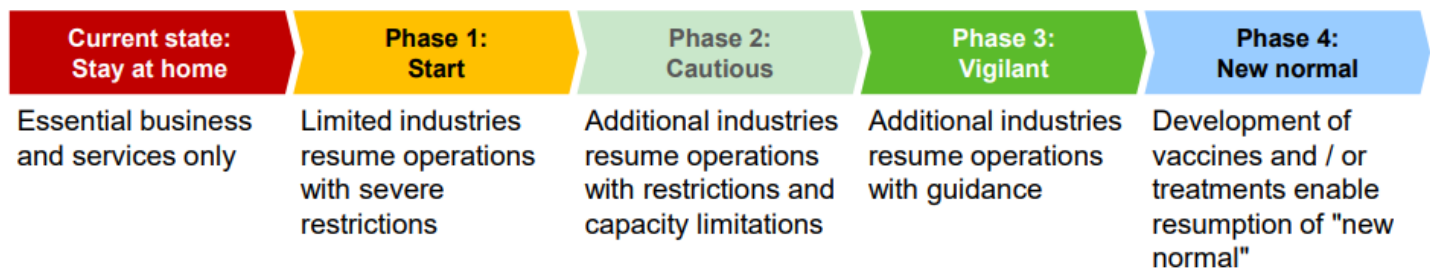 Current state:
Stay at home
Essential business
and services only
Phase 1:
Start
Limited industries
resume operations
with severe
restrictions
Phase 2:
Cautious
Additional industries
resume operations
with restrictions and
capacity limitations
Phase 3:
Vigilant
Additional industries
resume operations
with guidance
Phase 4:
New normal
Development of
vaccines and / or
treatments enable
resumption of "new
normal"